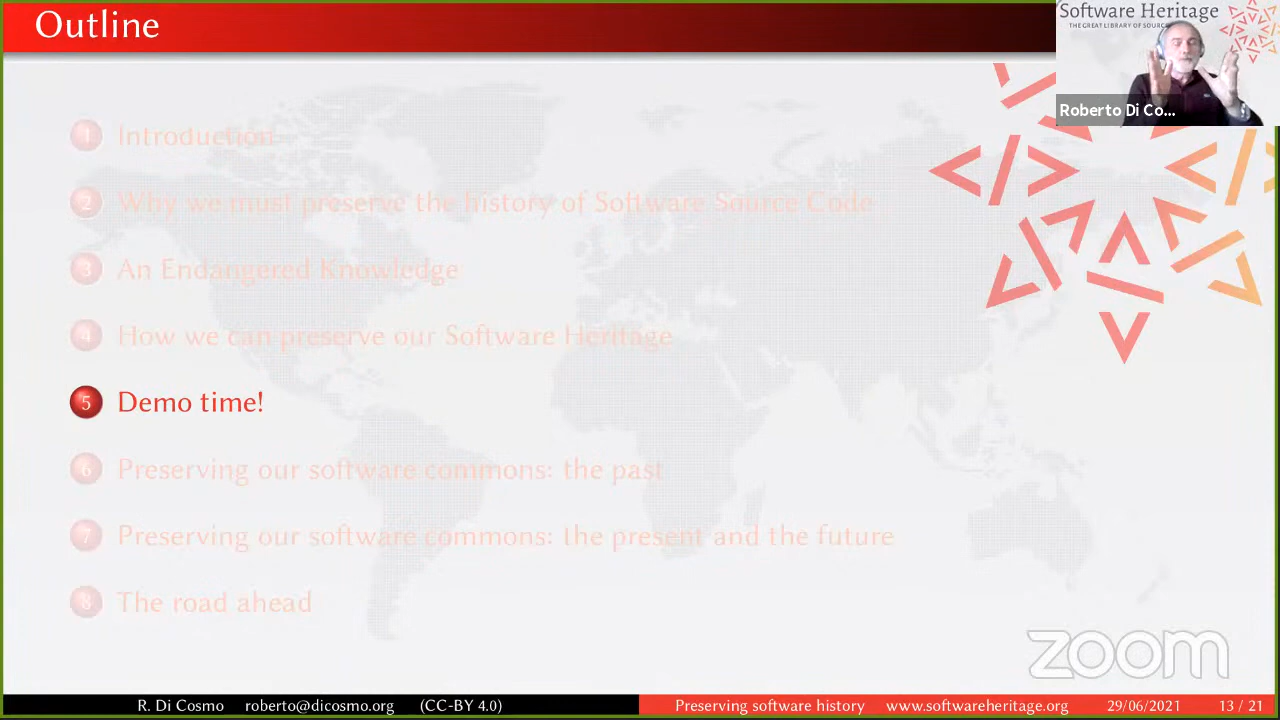 Outline
Software Heritage
THE GREAT LIBRARY OF SOURCE
Roberto Di Co...
1 Introduction
2 Why we must preserve the history of Software Source Code
3 An Endangered Knowledge
4 How we can preserve our Software Heritage
5 Demo time!
6 Preserving our software commons: the past
7 Preserving our software commons: the present and the future
8 The road ahead
zoom
R. Di Cosmo roberto@dicosmo.org (CC-BY 4.0) Preserving software history www.softwareheritage.org 29/06/2021 13 / 21